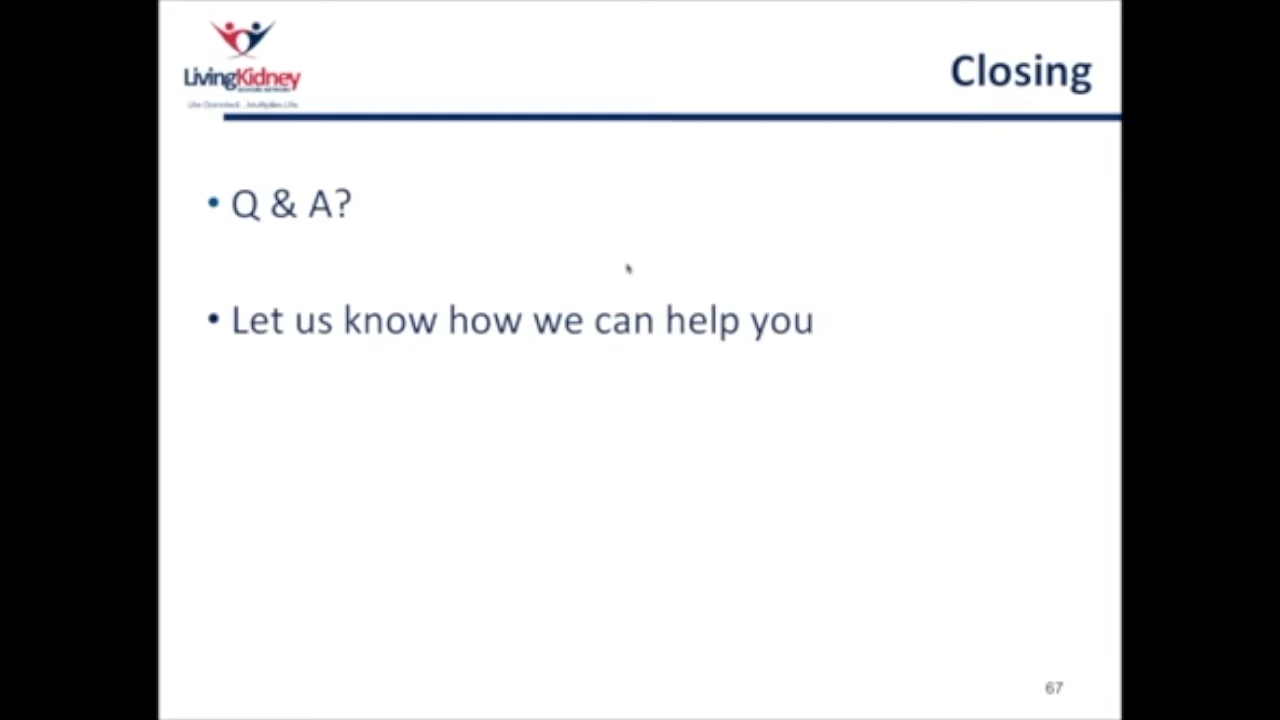 LivingKidney
Closing
• Q & A?
• Let us know how we can help you
67